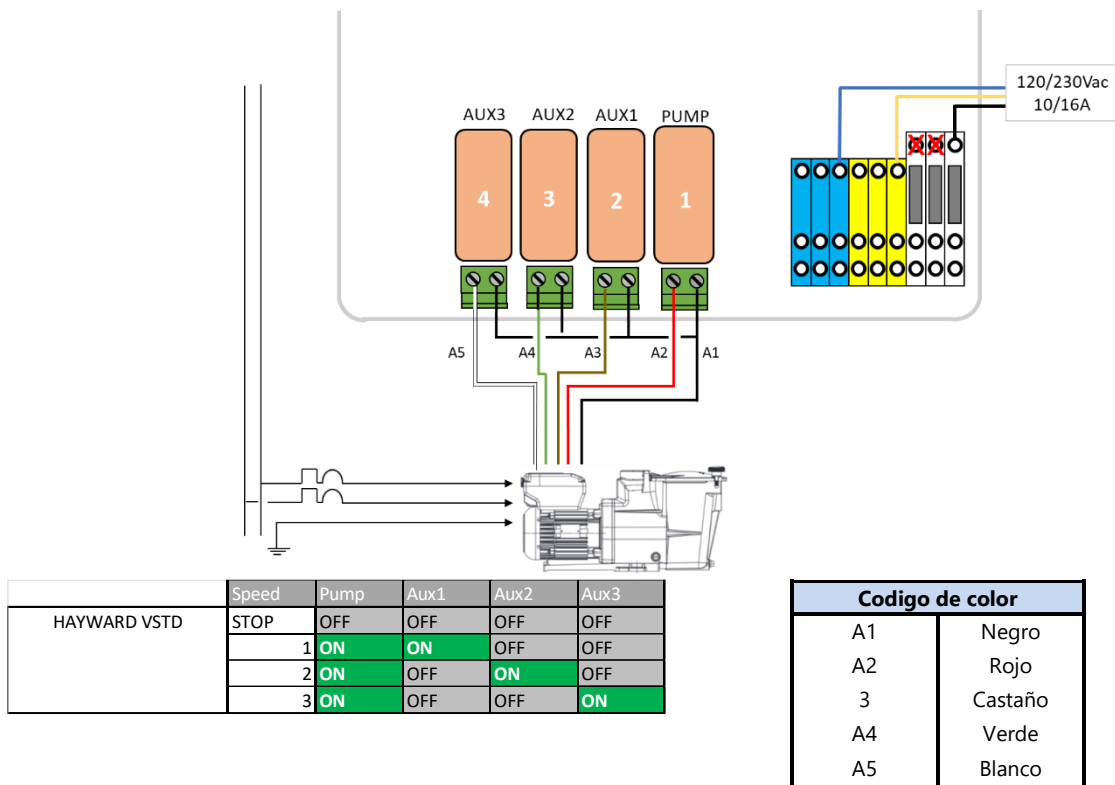 120/230Vac
10/16A
AUX3 AUX2 AUX1 PUMP
4 3 2 1
A5 A4 A3 A2 A1
Speed Pump Aux1 Aux2 Aux3
HAYWARD VSTD STOP OFF OFF OFF OFF
1 ON ON OFF OFF
2 ON OFF ON OFF
3 ON OFF OFF ON
Codigo de color
A1 Negro
A2 Rojo
3 Castaño
A4 Verde
A5 Blanco